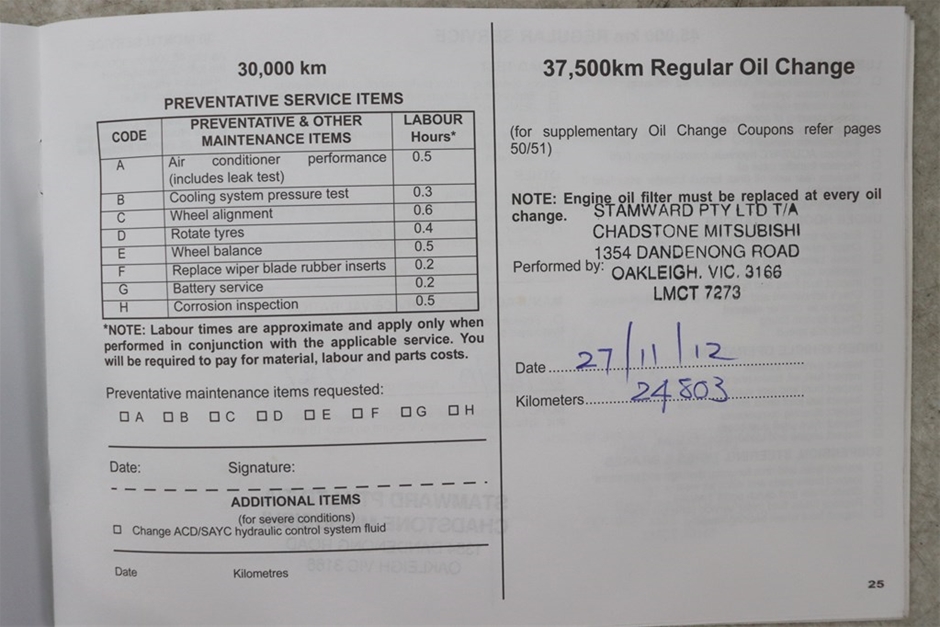 30,000 km
PREVENTATIVE SERVICE ITEMS
CODE PREVENTATIVE & OTHER MAINTENANCE ITEMS LABOUR Hours*
A Air conditioner performance (includes leak test) 0.5
B Cooling system pressure test 0.3
C Wheel alignment 0.6
D Rotate tyres 0.4
E Wheel balance 0.5
F Replace wiper blade rubber inserts 0.2
G Battery service 0.2
H Corrosion inspection 0.5
*NOTE: Labour times are approximate and apply only when
performed in conjunction with the applicable service. You
will be required to pay for material, labour and parts costs.
Preventative maintenance items requested:
☐ A ☐ B ☐ C ☐ D ☐ E ☐ F ☐ G ☐ H
Date: Signature:
ADDITIONAL ITEMS
(for severe conditions)
☐ Change ACD/SAYC hydraulic control system fluid
Date Kilometres
37,500km Regular Oil Change
(for supplementary Oil Change Coupons refer pages
50/51)
NOTE: Engine oil filter must be replaced at every oil
change.
STAMWARD PTY LTD T/A
CHADSTONE MITSUBISHI
1354 DANDENONG ROAD
Performed by: OAKLEIGH. VIC. 3166
LMCT 7273
Date 27/11/12
Kilometers 24803
25